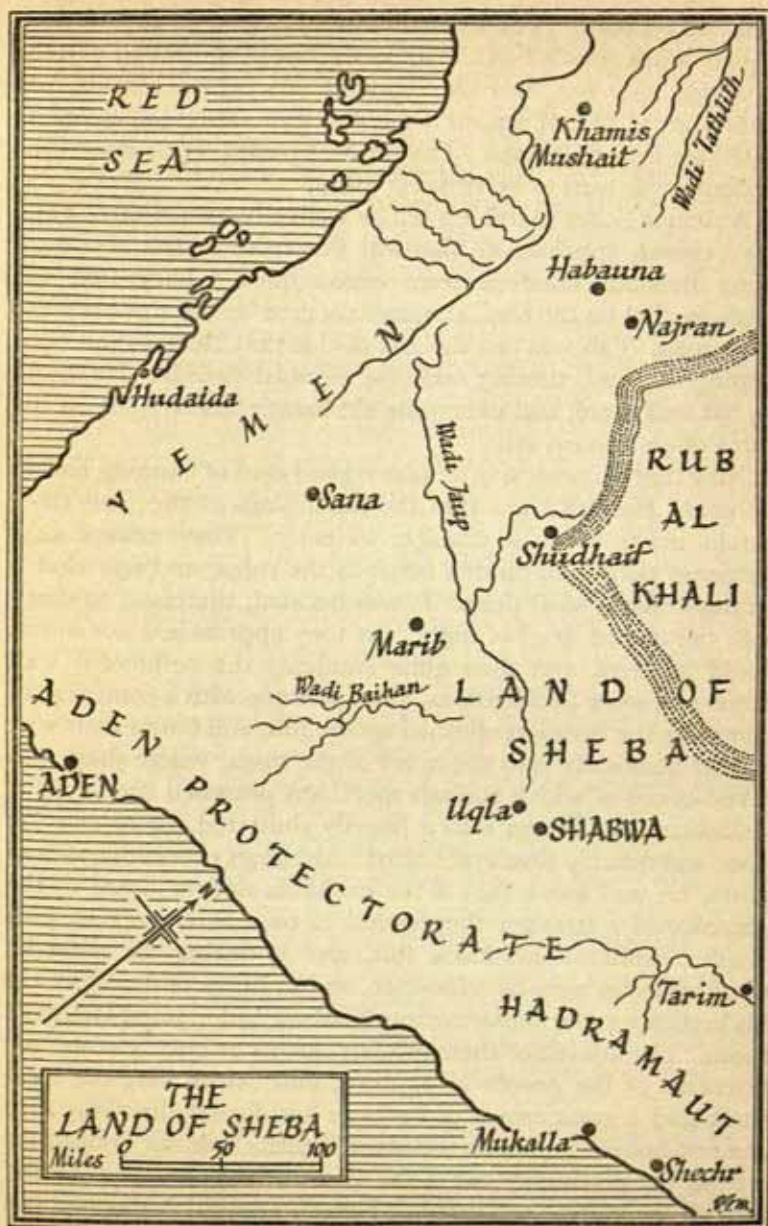 RED
SEA
Khamis
Mushait
Wadi Tathlith
Habauna
Najran
Hudaida
YEMEN
Wadi Jaup
Sana
RUB
AL
KHALI
Shudhaif
Marib
Wadi Baihan
LAND OF
SHEBA
ADEN PROTECTORATE
ADEN
Uqla
SHABWA
N
Tarim
HADRAMAUT
THE
LAND OF SHEBA
Miles 0 50 100
Mukalla
Shechr